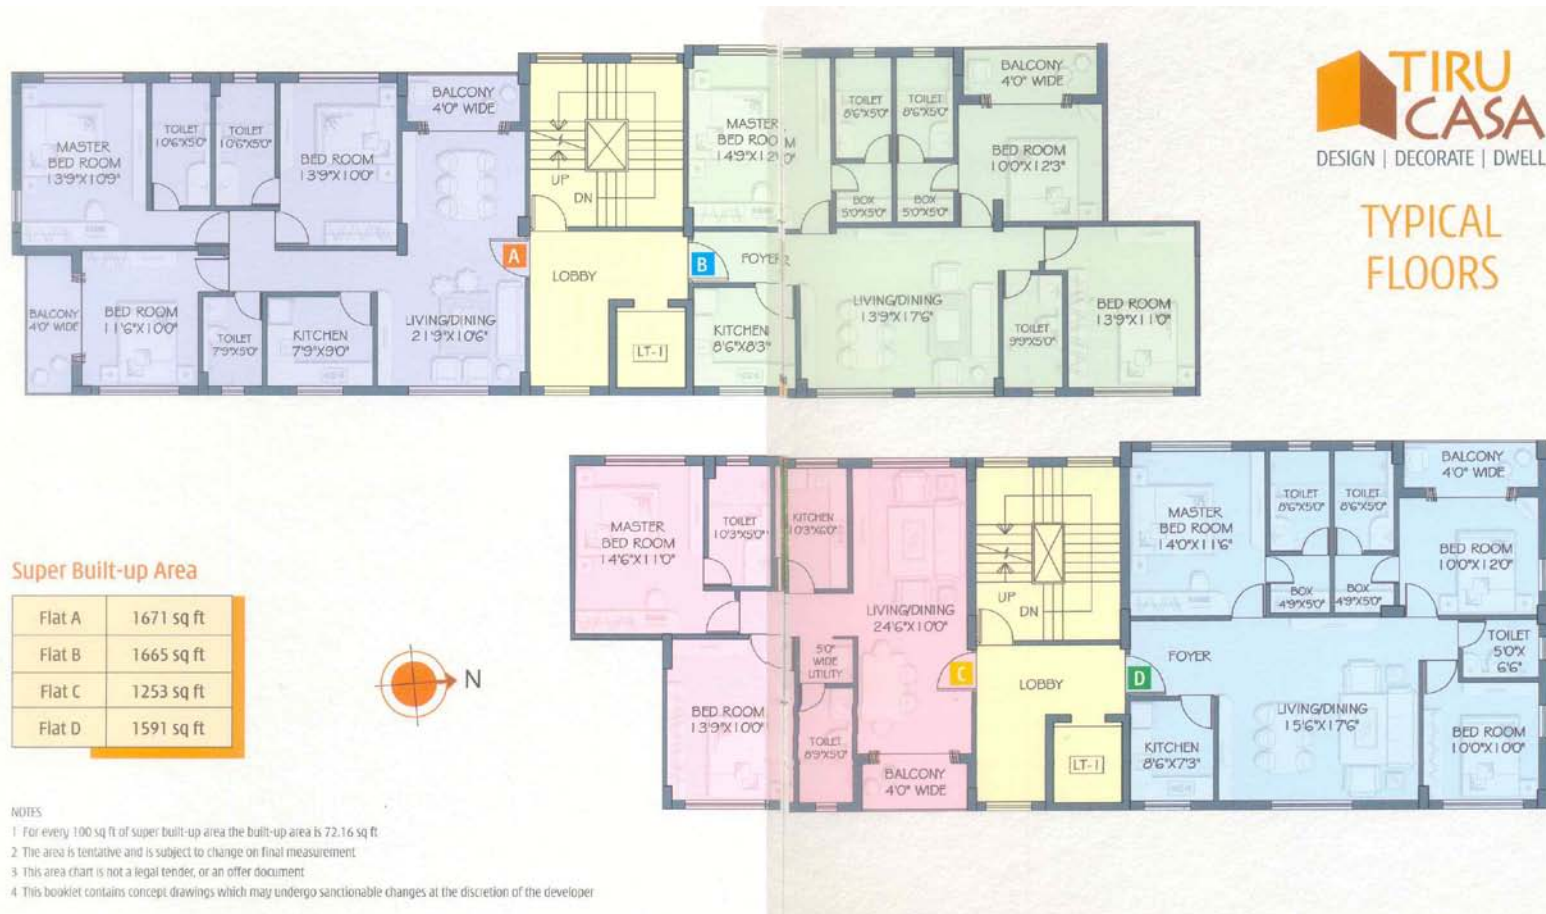 TIRU
CASA
DESIGN | DECORATE | DWELL
TYPICAL
FLOORS
MASTER
BED ROOM
13'9"X10'9"
TOILET
10'6"X5'0"
TOILET
10'6"X5'0"
BED ROOM
13'9"X10'0"
BALCONY
4'0" WIDE
BALCONY
4'0" WIDE
BED ROOM
11'6"X10'0"
TOILET
7'9"X5'0"
KITCHEN
7'9"X9'0"
LIVING/DINING
21'9"X10'6"
A
UP
DN
LOBBY
LT-1
B
MASTER
BED ROOM
14'9"X12'0"
TOILET
8'6"X5'0"
TOILET
8'6"X5'0"
BOX
5'0"X5'0"
BOX
5'0"X5'0"
BALCONY
4'0" WIDE
BED ROOM
10'0"X12'3"
FOYER
KITCHEN
8'6"X8'3"
LIVING/DINING
13'9"X17'6"
TOILET
9'9"X5'0"
BED ROOM
13'9"X11'0"
MASTER
BED ROOM
14'6"X11'0"
TOILET
10'3"X5'0"
KITCHEN
10'3"X6'0"
LIVING/DINING
24'6"X10'0"
5'0"
WIDE
UTILITY
BED ROOM
13'9"X10'0"
TOILET
8'9"X5'0"
BALCONY
4'0" WIDE
C
UP
DN
LOBBY
LT-1
D
MASTER
BED ROOM
14'0"X11'6"
TOILET
8'6"X5'0"
TOILET
8'6"X5'0"
BOX
4'9"X5'0"
BOX
4'9"X5'0"
BALCONY
4'0" WIDE
BED ROOM
10'0"X12'0"
FOYER
TOILET
5'0"X
6'6"
KITCHEN
8'6"X7'3"
LIVING/DINING
15'6"X17'6"
BED ROOM
10'0"X10'0"
Super Built-up Area
Flat A 1671 sq ft
Flat B 1665 sq ft
Flat C 1253 sq ft
Flat D 1591 sq ft
N
NOTES
1 For every 100 sq ft of super built-up area the built-up area is 72.16 sq ft
2 The area is tentative and is subject to change on final measurement
3 This area chart is not a legal tender, or an offer document
4 This booklet contains concept drawings which may undergo sanctionable changes at the discretion of the developer